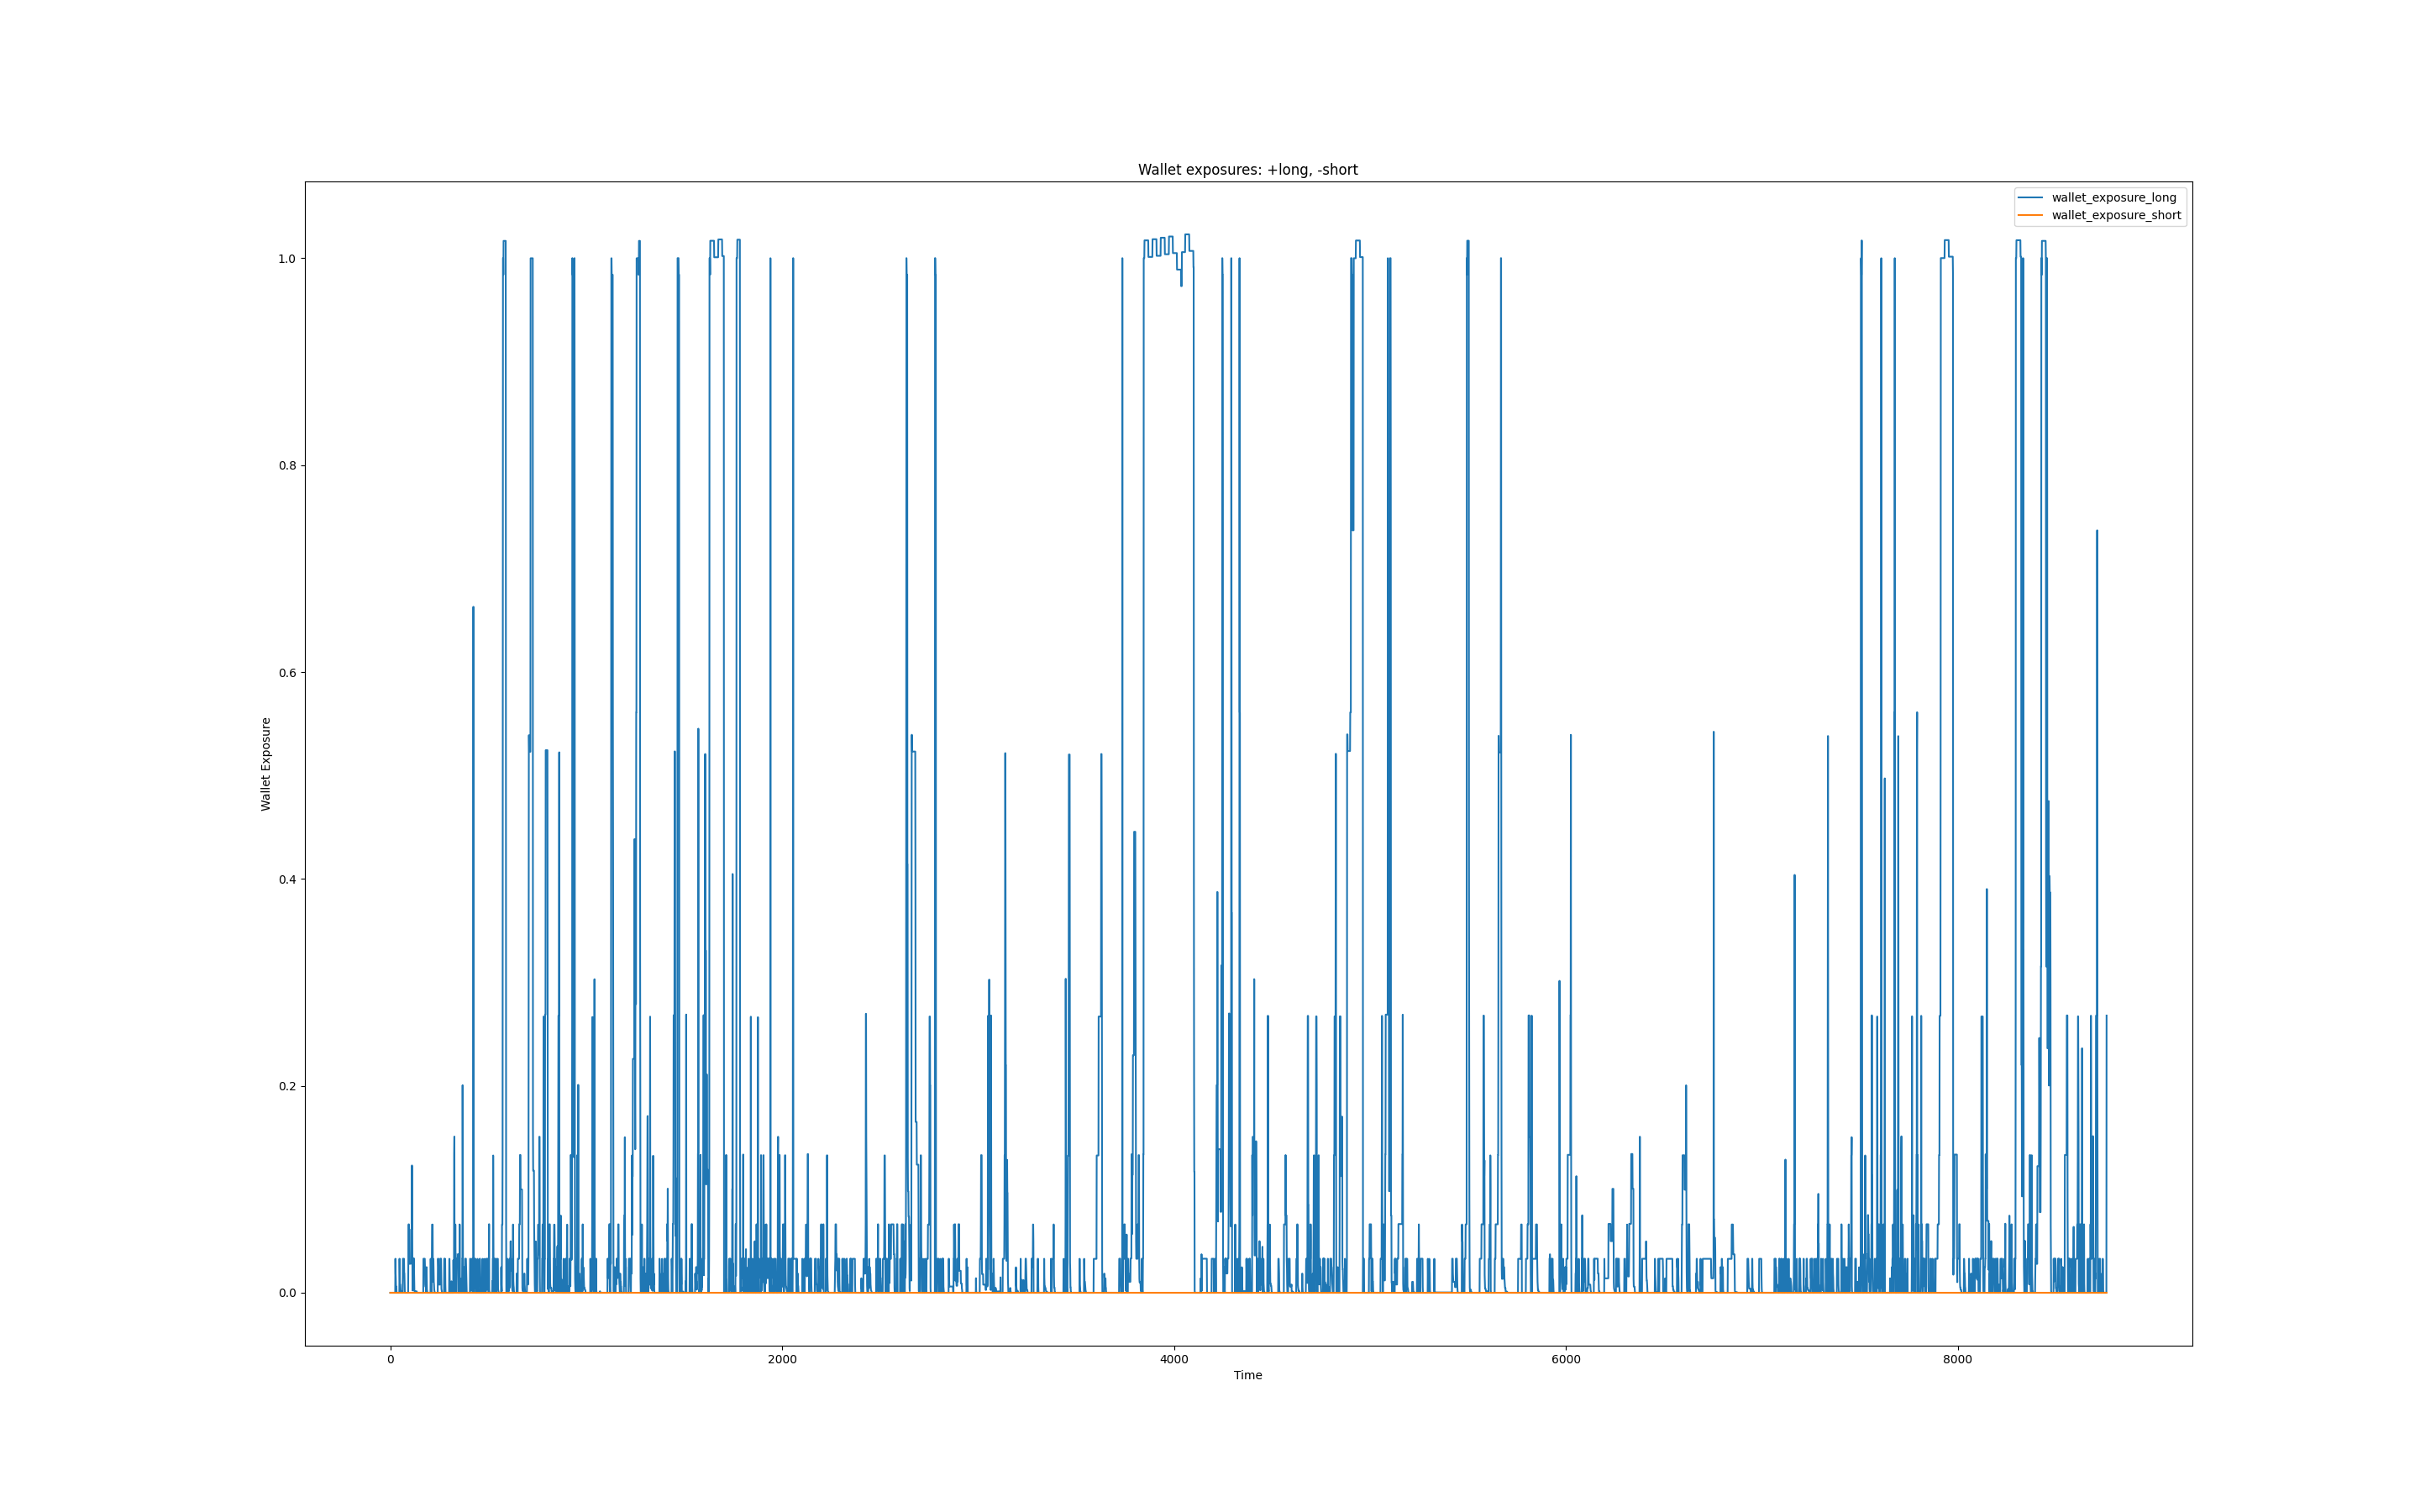 Wallet exposures: +long, -short
wallet_exposure_long
wallet_exposure_short
1.0
0.8
0.6
0.4
0.2
0.0
Wallet Exposure
0
2000
4000
6000
8000
Time